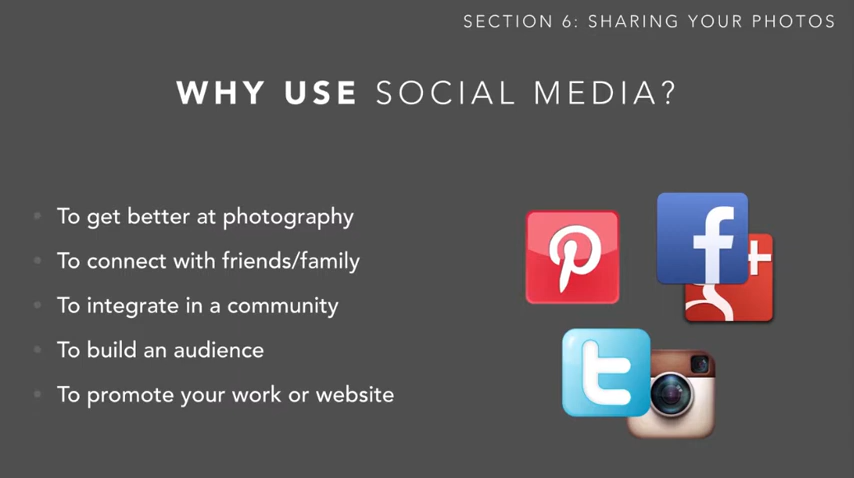 SECTION 6: SHARING YOUR PHOTOS
WHY USE SOCIAL MEDIA?
To get better at photography
To connect with friends/family
To integrate in a community
To build an audience
To promote your work or website